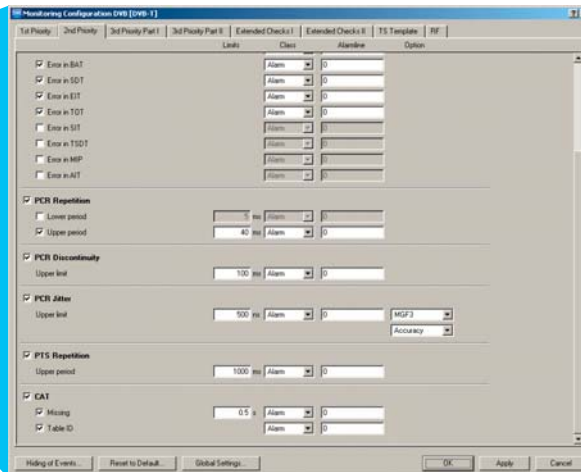 Monitoring Configuration DVB [DVB-T]
1st Priority 2nd Priority 3rd Priority Part I 3rd Priority Part II Extended Checks I Extended Checks II TS Template RF
Limits Class Alarmline Option
Error in BAT Alarm 0
Error in SDT Alarm 0
Error in EIT Alarm 0
Error in TOT Alarm 0
Error in SIT Alarm 0
Error in TSDT Alarm 0
Error in MIP Alarm 0
Error in AIT Alarm 0
PCR Repetition
Lower period 5 ms Alarm 0
Upper period 40 ms Alarm 0
PCR Discontinuity
Upper limit 100 ms Alarm 0
PCR Jitter
Upper limit 500 ns Alarm 0 MGF3
Accuracy
PTS Repetition
Upper period 1000 ms Alarm 0
CAT
Missing 0.5 s Alarm 0
Table ID Alarm 0
Hiding of Events... Reset to Default... Global Settings... OK Apply Cancel